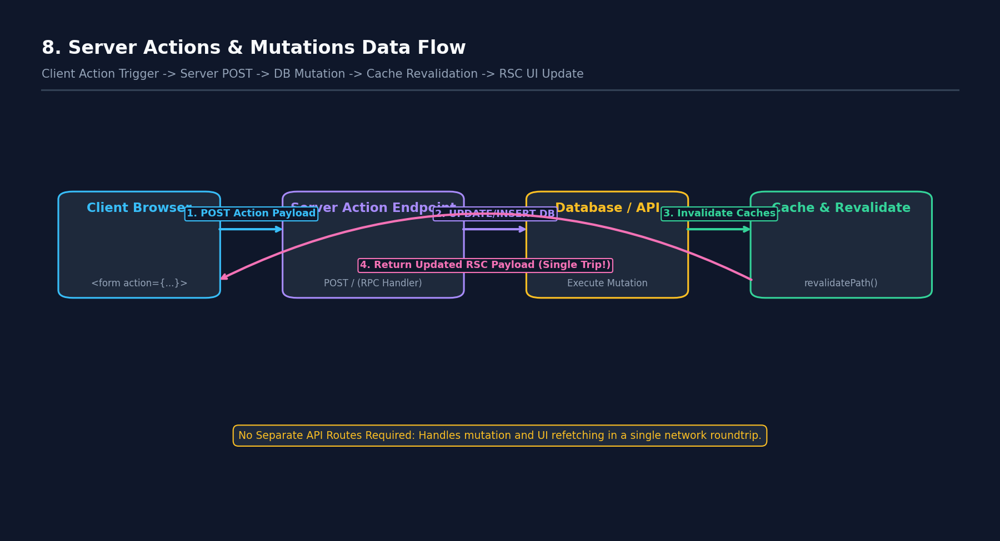 8. Server Actions & Mutations Data Flow
Client Action Trigger -> Server POST -> DB Mutation -> Cache Revalidation -> RSC UI Update
Client Browser
1. POST Action Payload
Server Action Endpoint
2. UPDATE/INSERT DB
Database / API
3. Invalidate Caches
Cache & Revalidate
4. Return Updated RSC Payload (Single Trip!)
<form action={...}>
POST / (RPC Handler)
Execute Mutation
revalidatePath()
No Separate API Routes Required: Handles mutation and UI refetching in a single network roundtrip.